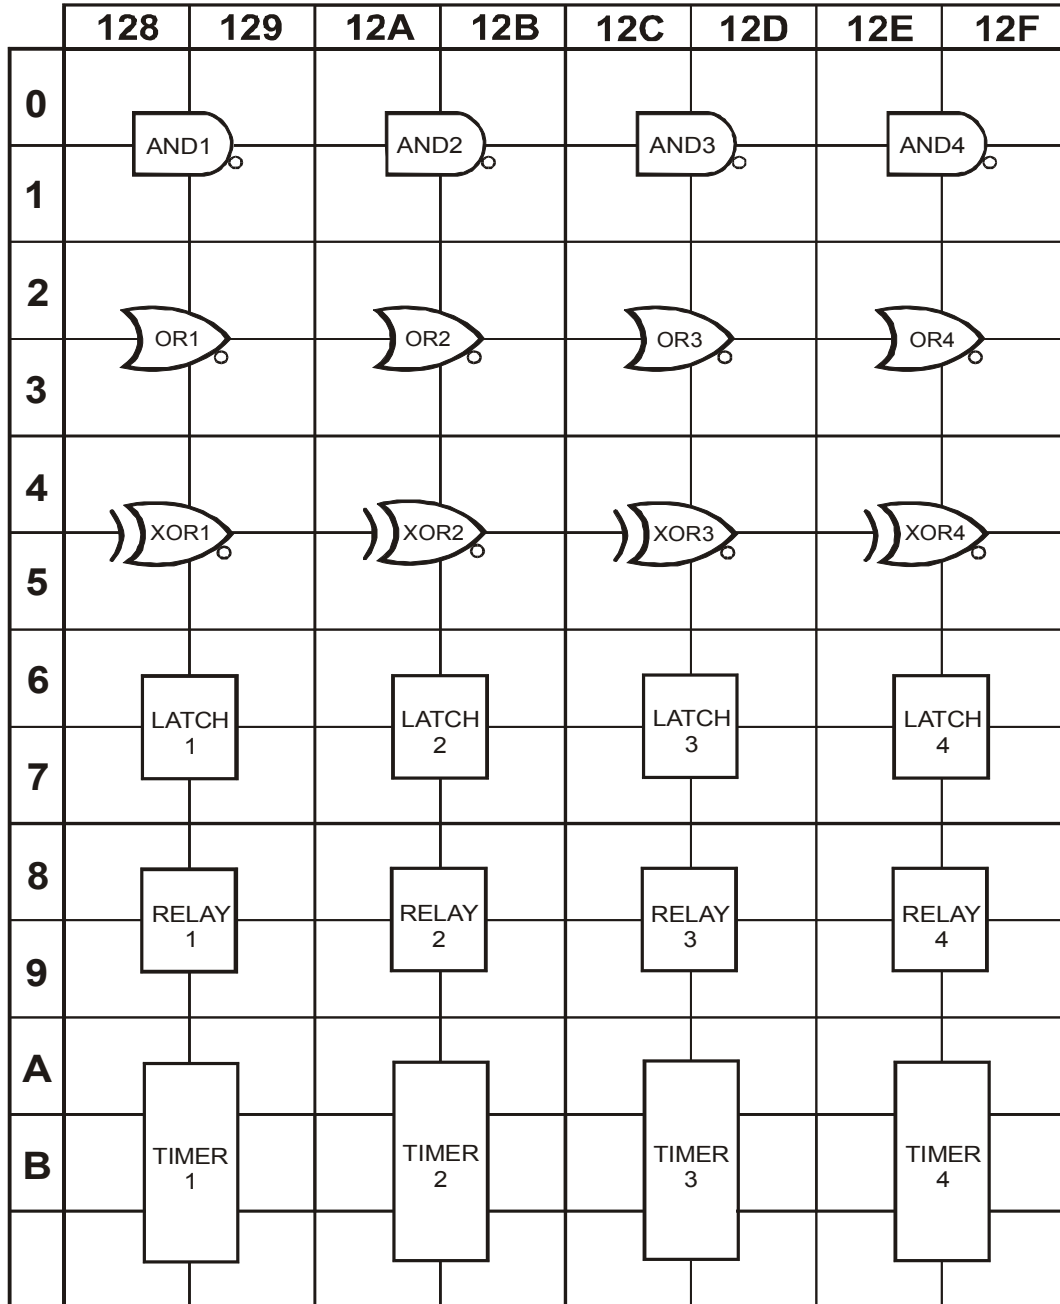 128 129 12A 12B 12C 12D 12E 12F
0
AND1 AND2 AND3 AND4
1
2
OR1 OR2 OR3 OR4
3
4
XOR1 XOR2 XOR3 XOR4
5
6
LATCH LATCH LATCH LATCH
1 2 3 4
7
8
RELAY RELAY RELAY RELAY
1 2 3 4
9
A
B
TIMER TIMER TIMER TIMER
1 2 3 4